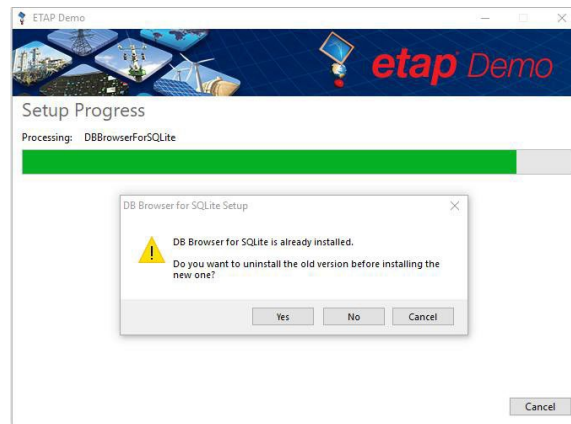 ETAP Demo
etap Demo
Setup Progress
Processing: DBBrowserForSQLite
DB Browser for SQLite Setup
DB Browser for SQLite is already installed.
Do you want to uninstall the old version before installing the
new one?
Yes No Cancel
Cancel